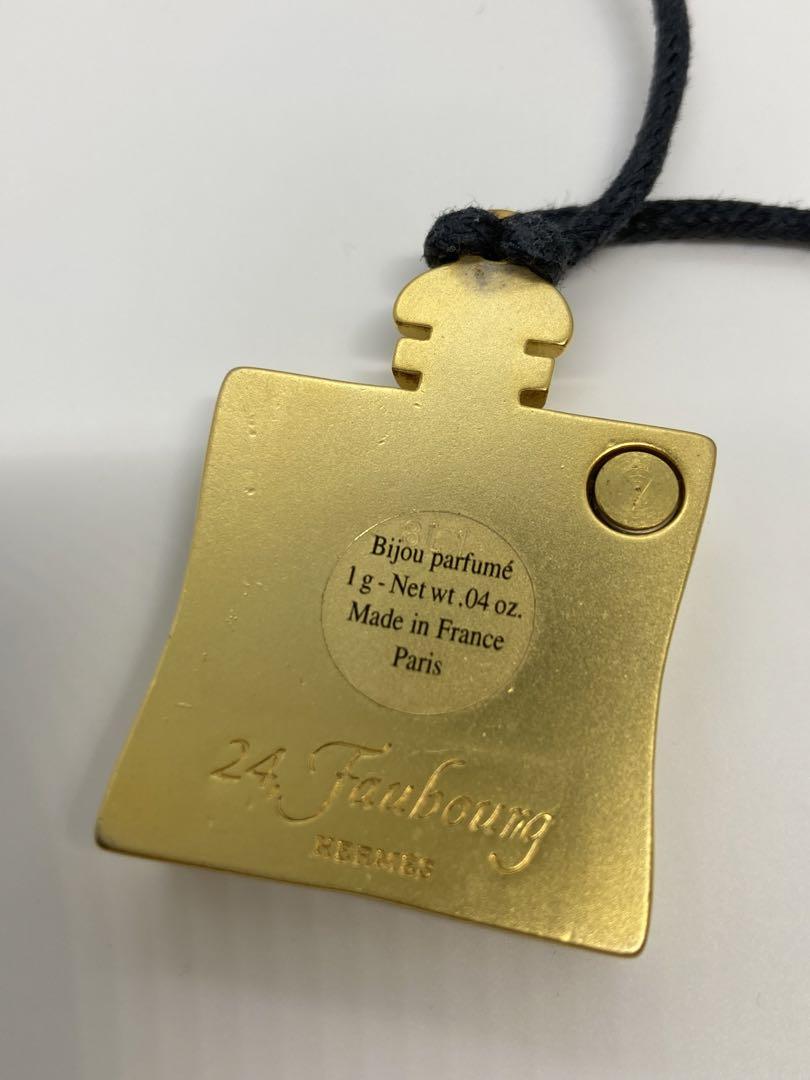 Bijou parfumé
1 g - Net wt .04 oz.
Made in France
Paris
24, Faubourg
HERMES